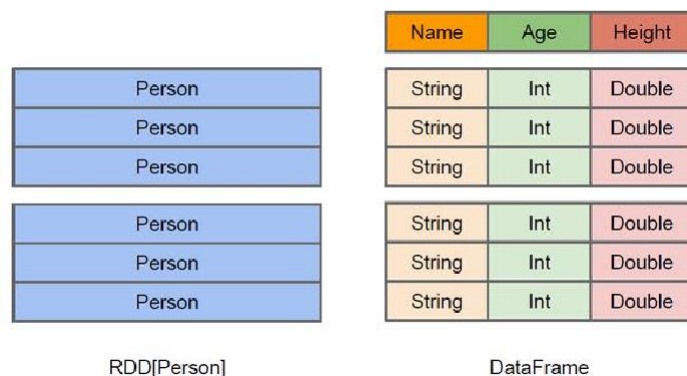 Name Age Height
Person String Int Double
Person String Int Double
Person String Int Double
Person String Int Double
Person String Int Double
Person String Int Double
RDD[Person] DataFrame